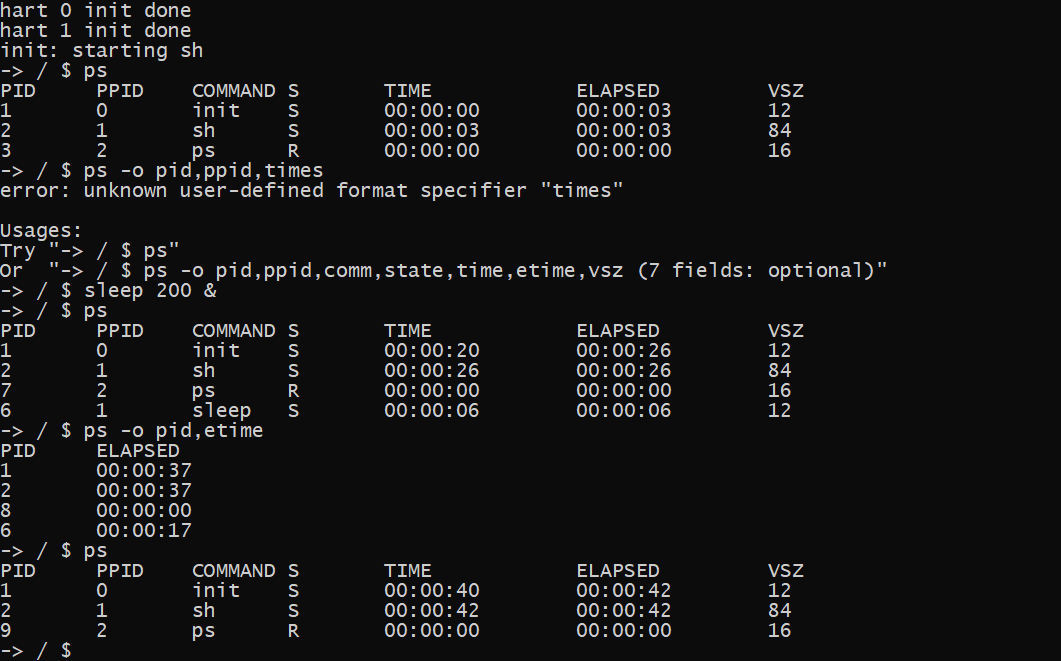 hart 0 init done
hart 1 init done
init: starting sh
-> / $ ps
PID     PPID    COMMAND S       TIME            ELAPSED         VSZ
1       0       init    S       00:00:00        00:00:03        12
2       1       sh      S       00:00:03        00:00:03        84
3       2       ps      R       00:00:00        00:00:00        16
-> / $ ps -o pid,ppid,times
error: unknown user-defined format specifier "times"

Usages:
Try "-> / $ ps"
Or  "-> / $ ps -o pid,ppid,comm,state,time,etime,vsz (7 fields: optional)"
-> / $ sleep 200 &
-> / $ ps
PID     PPID    COMMAND S       TIME            ELAPSED         VSZ
1       0       init    S       00:00:20        00:00:26        12
2       1       sh      S       00:00:26        00:00:26        84
7       2       ps      R       00:00:00        00:00:00        16
6       1       sleep   S       00:00:06        00:00:06        12
-> / $ ps -o pid,etime
PID     ELAPSED
1       00:00:37
2       00:00:37
8       00:00:00
6       00:00:17
-> / $ ps
PID     PPID    COMMAND S       TIME            ELAPSED         VSZ
1       0       init    S       00:00:40        00:00:42        12
2       1       sh      S       00:00:42        00:00:42        84
9       2       ps      R       00:00:00        00:00:00        16
-> / $